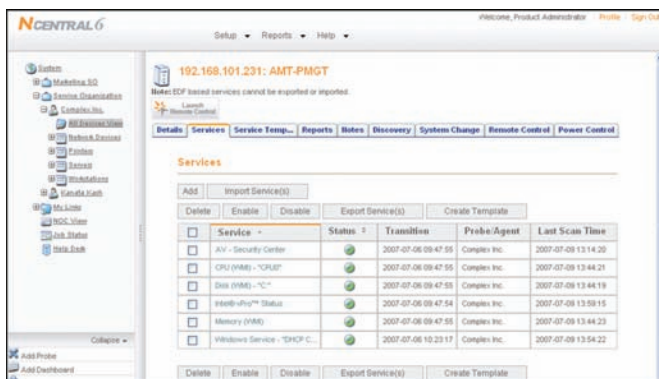 NCENTRAL 6
Welcome, Product Administrator | Profile | Sign Out
Setup Reports Help
System
Marketing SO
Service Organization
Complex Inc.
All Devices View
Network Devices
Printers
Servers
Workstations
Kanata Kash
My Links
NOC View
Job Status
Help Desk
Collapse
Add Probe
Add Dashboard
192.168.101.231: AMT-PMGT
Note: EDF based services cannot be exported or imported.
Launch
Remote Control
Details Services Service Temp... Reports Notes Discovery System Change Remote Control Power Control
Services
Add Import Service(s)
Delete Enable Disable Export Service(s) Create Template
Service Status Transition Probe/Agent Last Scan Time
AV - Security Center 2007-07-06 09:47:55 Complex Inc. 2007-07-09 13:14:20
CPU (WMI) - "CPU0" 2007-07-06 09:47:55 Complex Inc. 2007-07-09 13:44:21
Disk (WMI) - "C:" 2007-07-06 09:47:55 Complex Inc. 2007-07-09 13:44:19
Intel® vPro™ Status 2007-07-06 09:47:54 Complex Inc. 2007-07-09 13:59:15
Memory (WMI) 2007-07-06 09:47:55 Complex Inc. 2007-07-09 13:44:23
Windows Service - "DHCP C... 2007-07-06 10:23:17 Complex Inc. 2007-07-09 13:54:22
Delete Enable Disable Export Service(s) Create Template